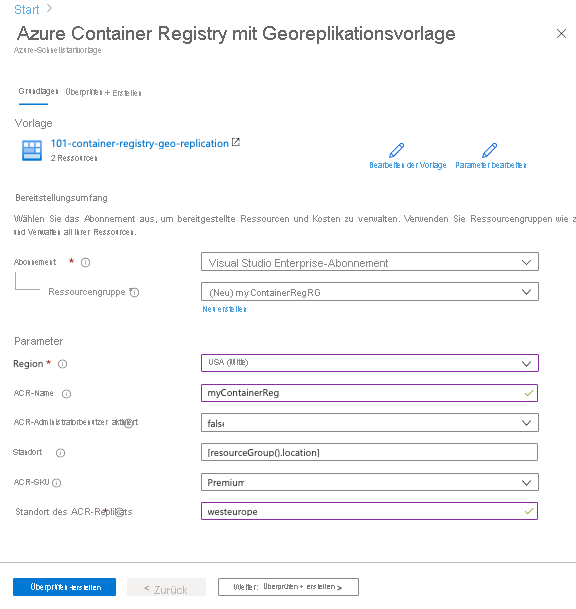 Start >
Azure Container Registry mit Georeplikationsvorlage
Azure-Schnellstartvorlage
Grundlagen Überprüfen + Erstellen
Vorlage
101-container-registry-geo-replication
2 Ressourcen
Bearbeiten der Vorlage Parameter bearbeiten
Bereitstellungsumfang
Wählen Sie das Abonnement aus, um bereitgestellte Ressourcen und Kosten zu verwalten. Verwenden Sie Ressourcengruppen wie z
und Verwalten all Ihrer Ressourcen.
Abonnement * Visual Studio Enterprise-Abonnement
Ressourcengruppe * (Neu) myContainerRegRG
Neu erstellen
Parameter
Region * USA (Mitte)
ACR-Name myContainerReg
ACR-Administratorbenutzer aktiviert false
Standort [resourceGroup().location]
ACR-SKU Premium
Standort des ACR-Replikats * westeurope
Überprüfen+erstellen < Zurück Weiter: Überprüfen + erstellen >